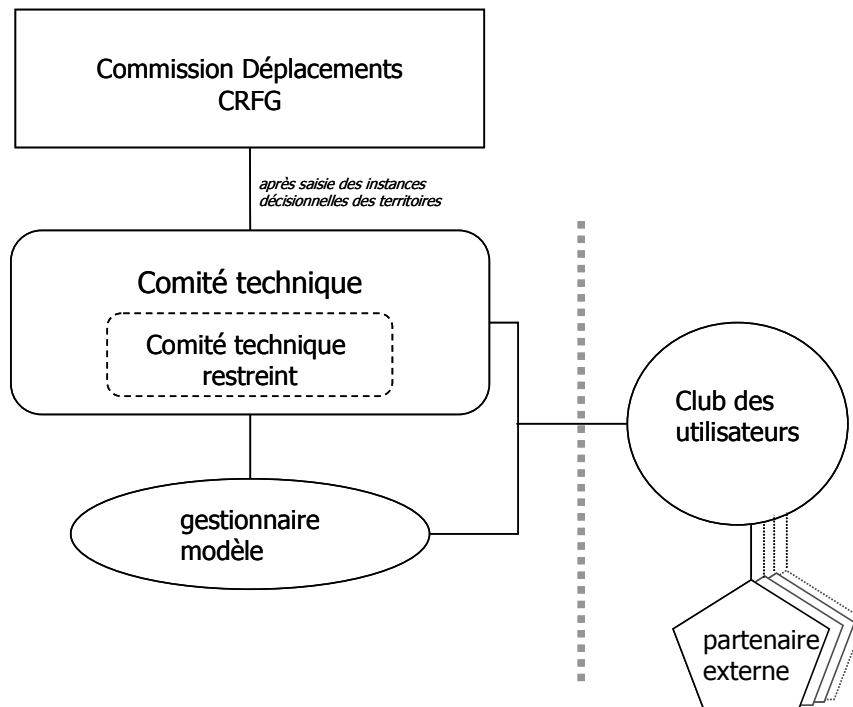 Commission Déplacements
CRFG
après saisie des instances
décisionnelles des territoires
Comité technique
Comité technique
restreint
gestionnaire
modèle
Club des
utilisateurs
partenaire
externe